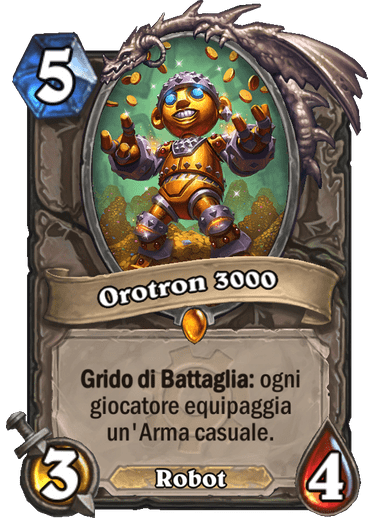 5
Orotron 3000
Grido di Battaglia: ogni
giocatore equipaggia
un'Arma casuale.
3
Robot
4